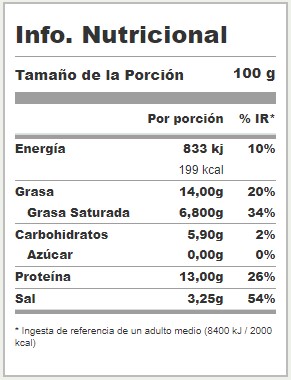 Info. Nutricional
Tamaño de la Porción 100 g
Por porción % IR*
Energía 833 kj 10%
199 kcal
Grasa 14,00g 20%
Grasa Saturada 6,800g 34%
Carbohidratos 5,90g 2%
Azúcar 0,00g 0%
Proteína 13,00g 26%
Sal 3,25g 54%
* Ingesta de referencia de un adulto medio (8400 kJ / 2000
kcal)